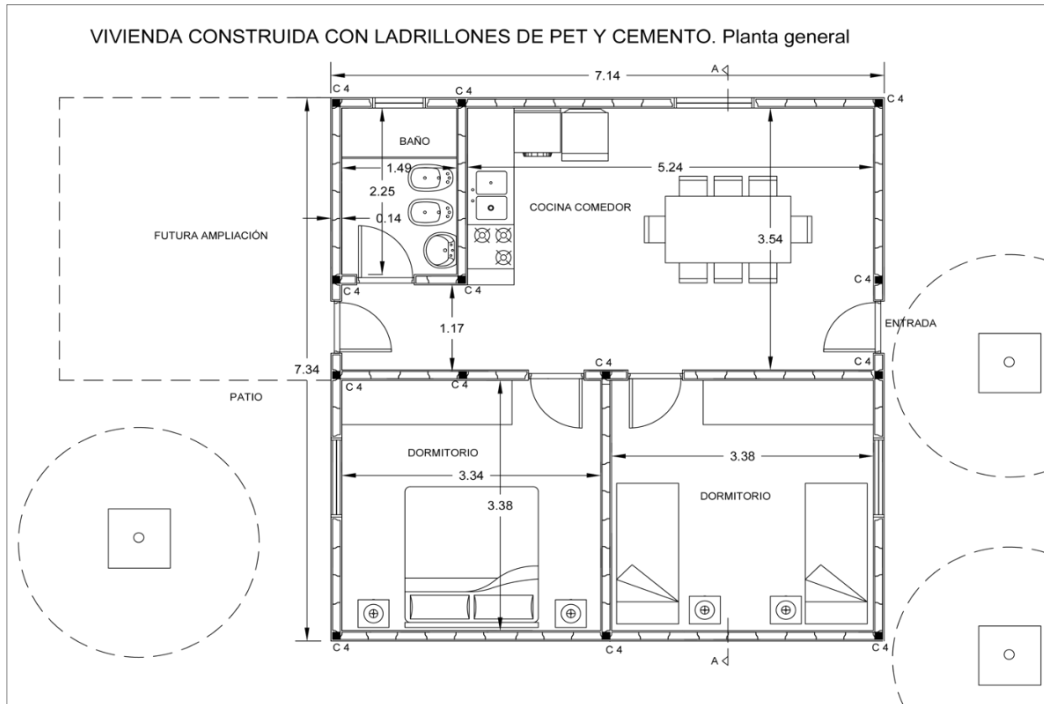 VIVIENDA CONSTRUIDA CON LADRILLONES DE PET Y CEMENTO. Planta general
A
7.14
C 4
C 4
C 4
BAÑO
1.49
5.24
2.25
COCINA COMEDOR
0.14
FUTURA AMPLIACIÓN
3.54
C 4
C 4
C 4
ENTRADA
1.17
C 4
C 4
7.34
C 4
C 4
PATIO
DORMITORIO
3.34
3.38
DORMITORIO
3.38
C 4
C 4
C 4
A